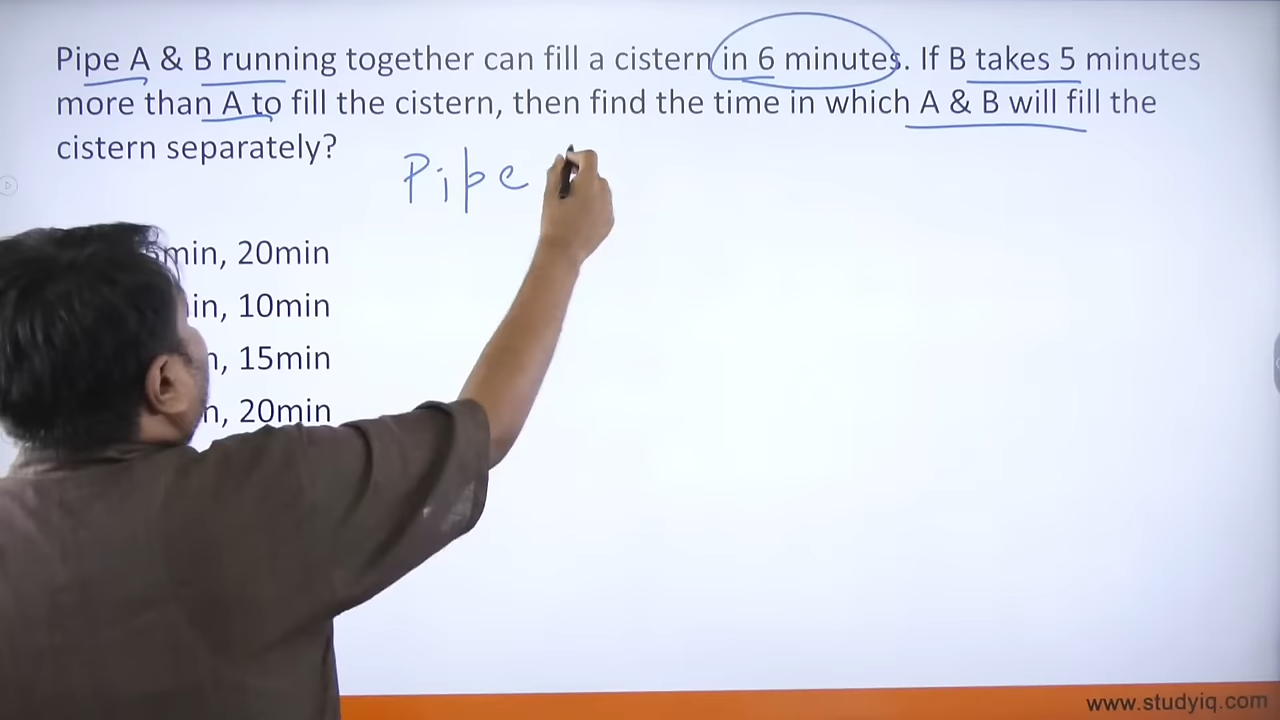 Pipe A & B running together can fill a cistern in 6 minutes. If B takes 5 minutes
more than A to fill the cistern, then find the time in which A & B will fill the
cistern separately?
Pipe
min, 20min
in, 10min
, 15min
n, 20min
www.studyiq.com